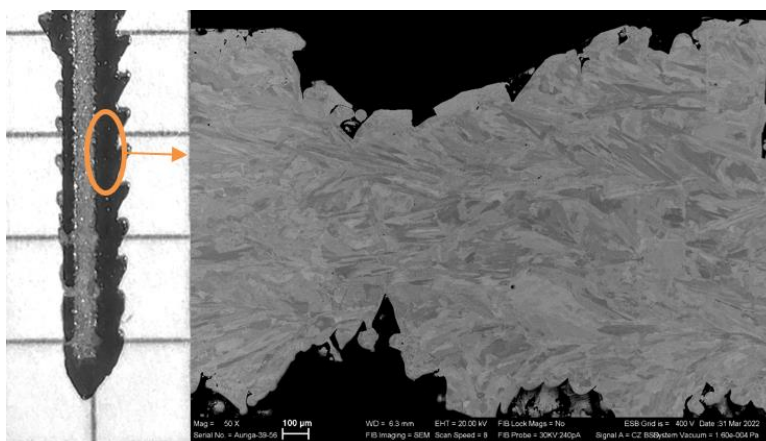 Mag = 50 X 100 µm WD = 6.3 mm EHT = 20.00 kV FIB Lock Mags = No ESB Grid is = 400 V Date :31 Mar 2022
Serial No. = Auriga-39-56 FIB Imaging = SEM Scan Speed = 8 FIB Probe = 30KV 240pA Signal A = CZ BSD System Vacuum = 1.60e-004 Pa